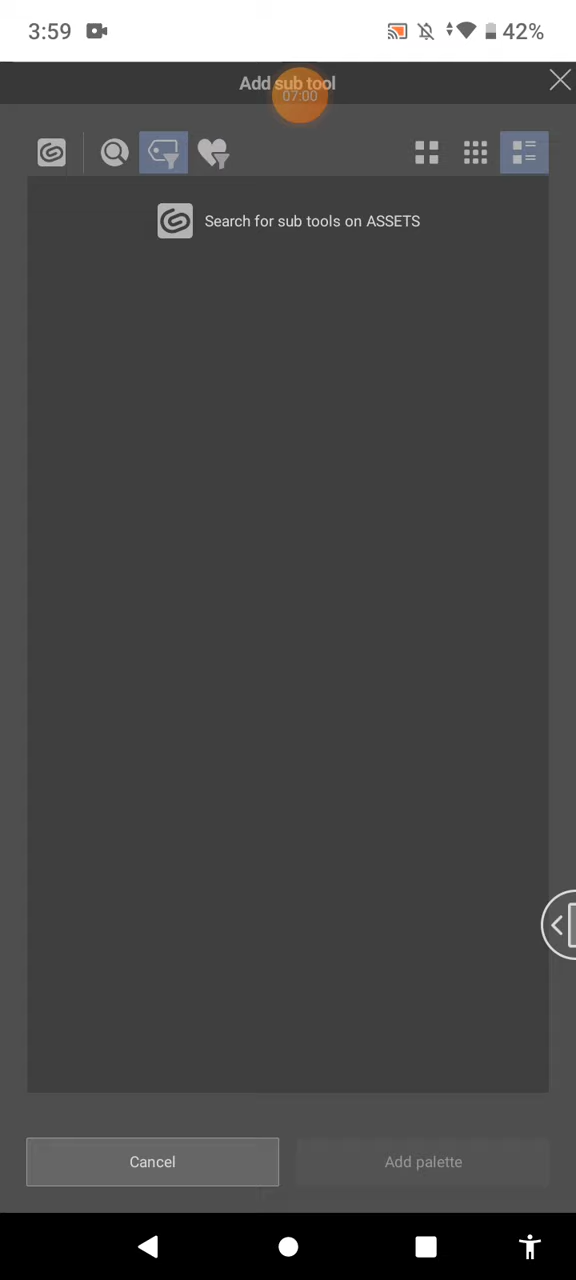 3:59
42%
Add sub tool
07:00
Search for sub tools on ASSETS
Cancel
Add palette